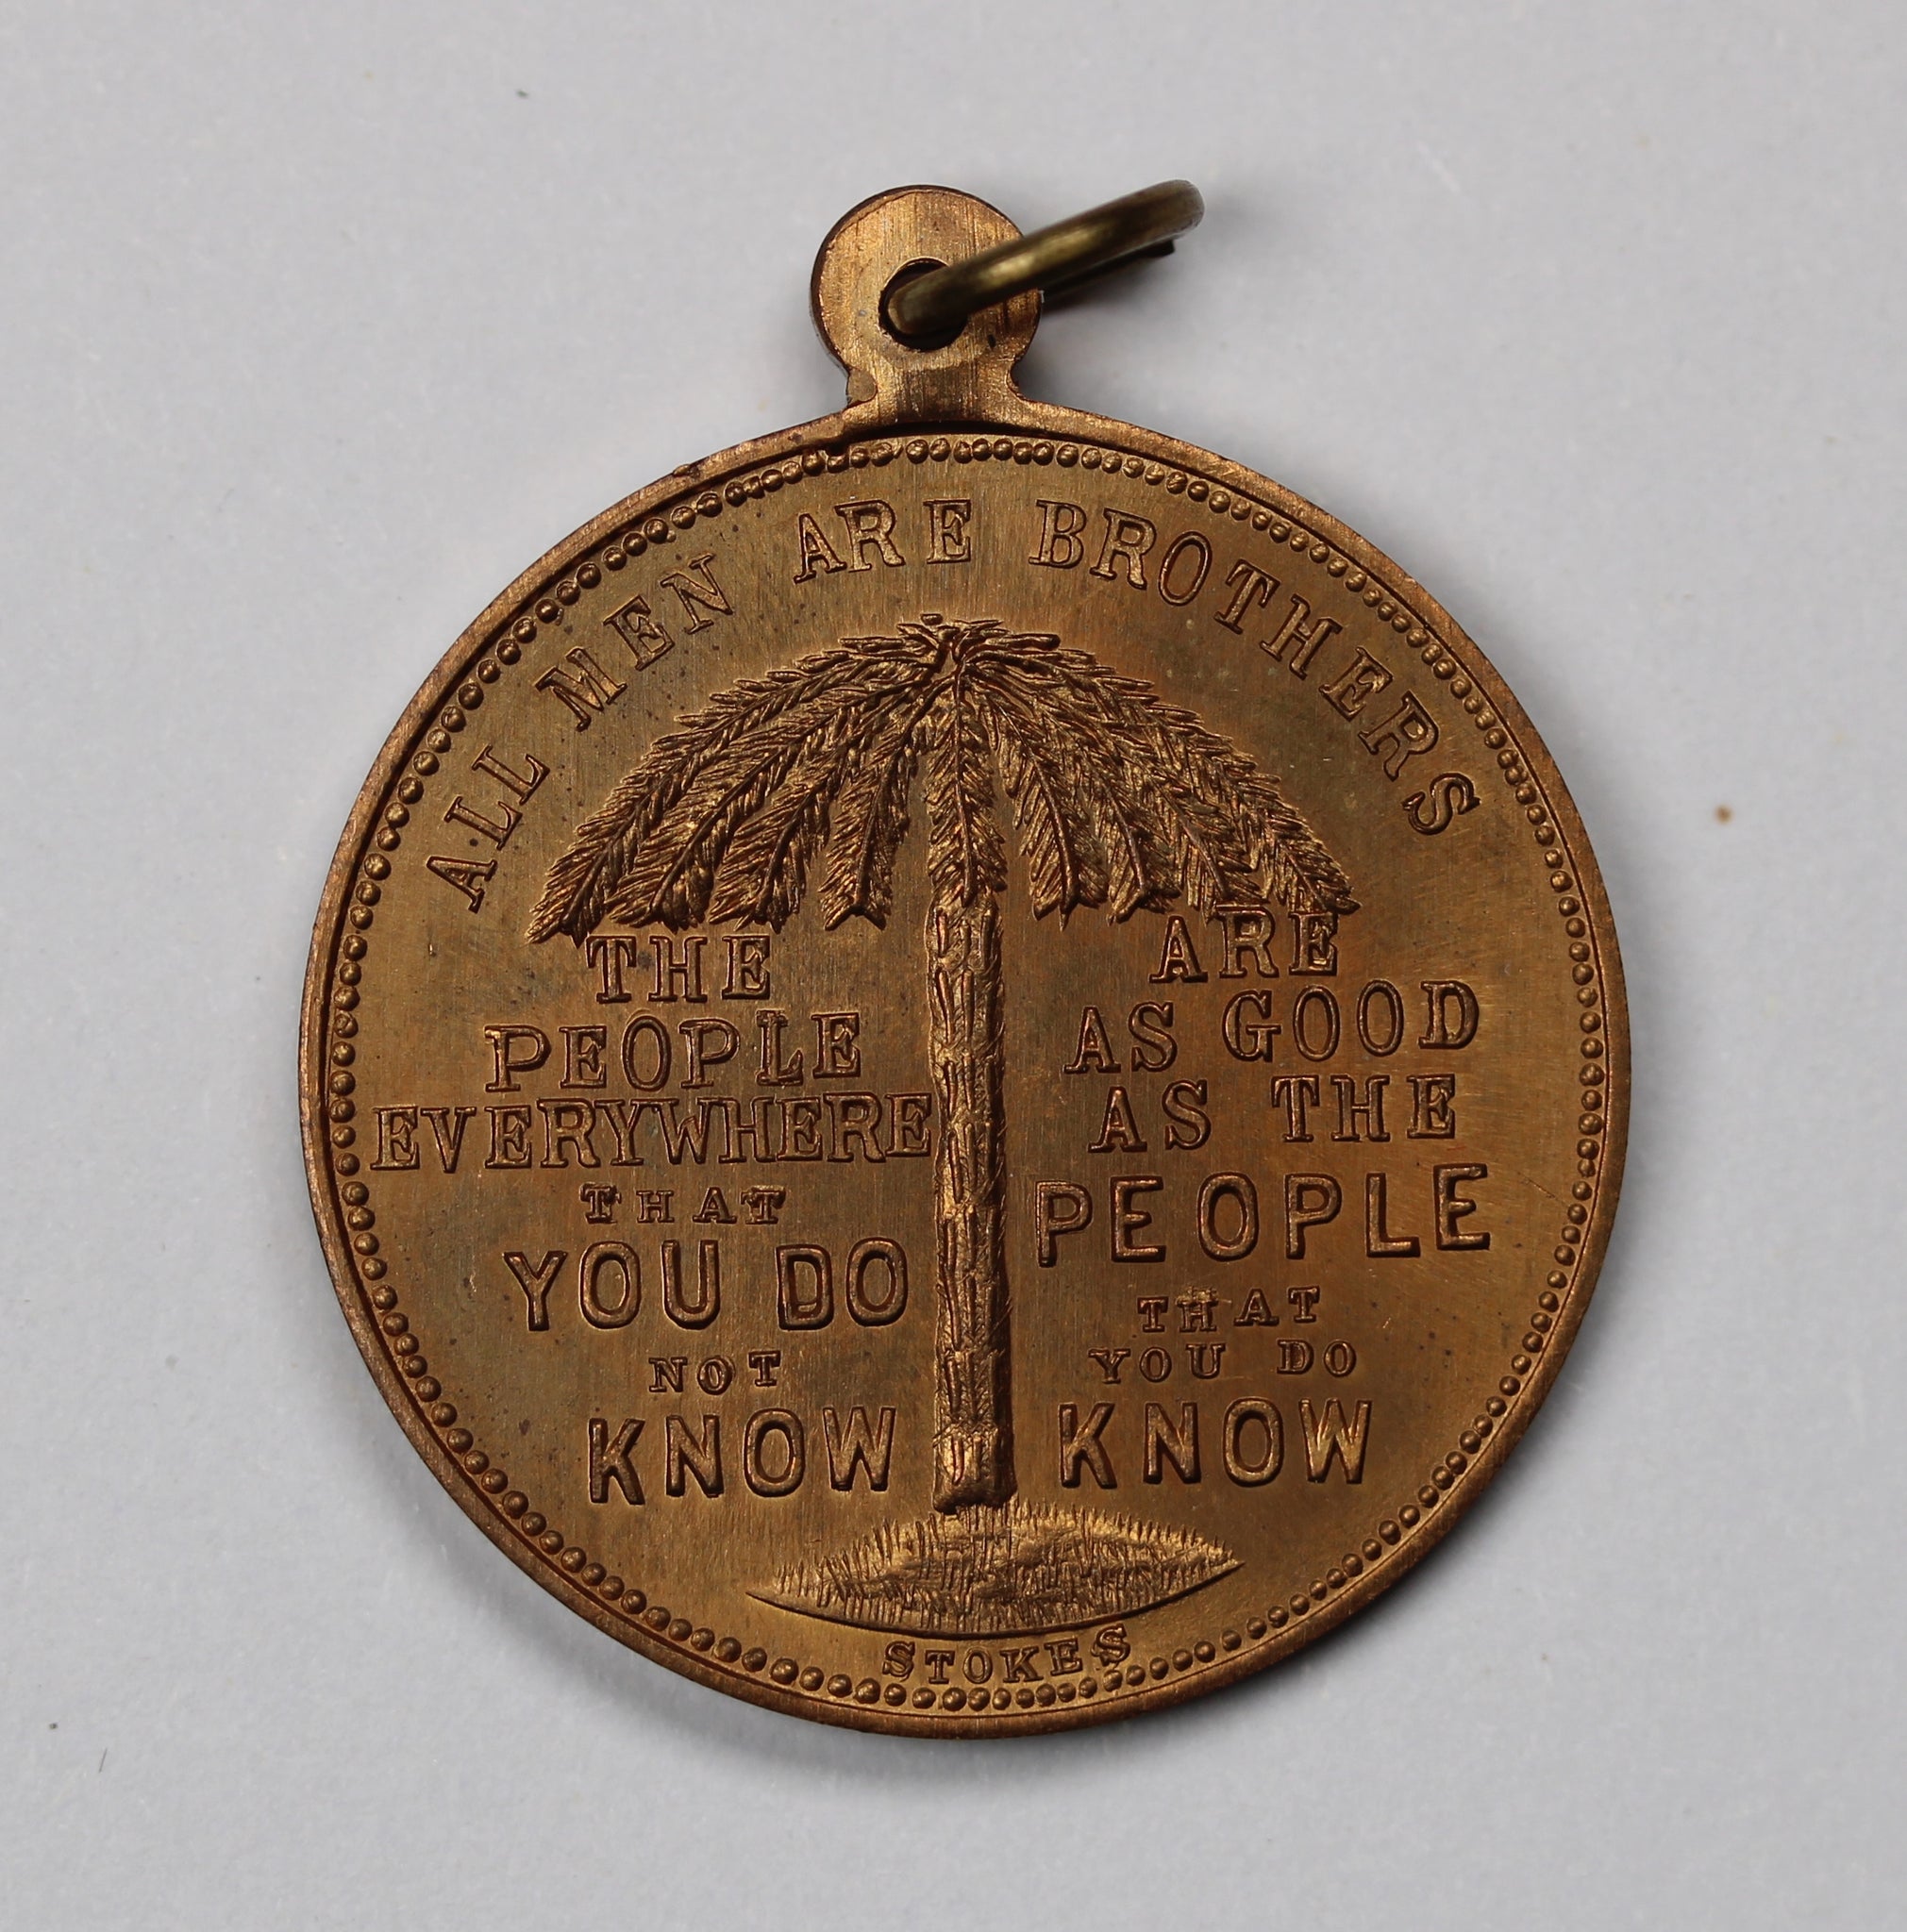 ALL MEN ARE BROTHERS
THE
PEOPLE
EVERYWHERE
THAT
YOU DO
NOT
KNOW
ARE
AS GOOD
AS THE
PEOPLE
THAT
YOU DO
KNOW
STOKES